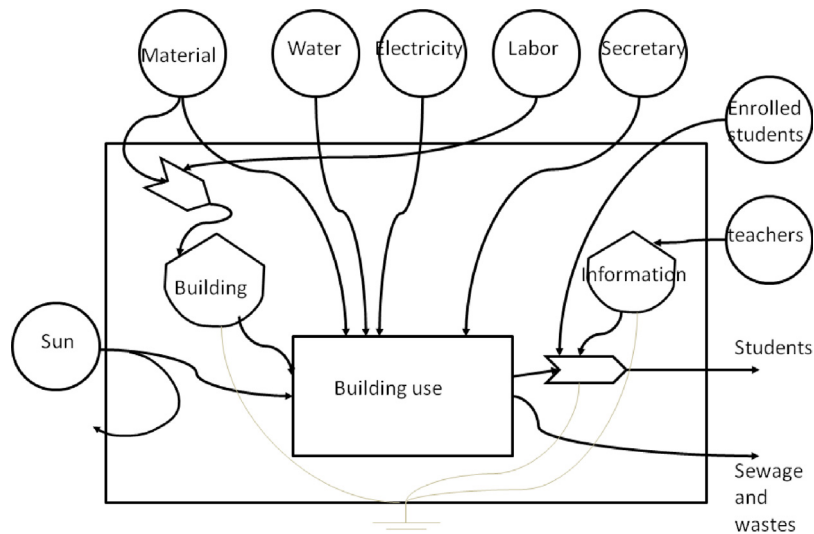 Material
Water
Electricity
Labor
Secretary
Enrolled
students
teachers
Information
Building
Sun
Building use
Students
Sewage
and
wastes